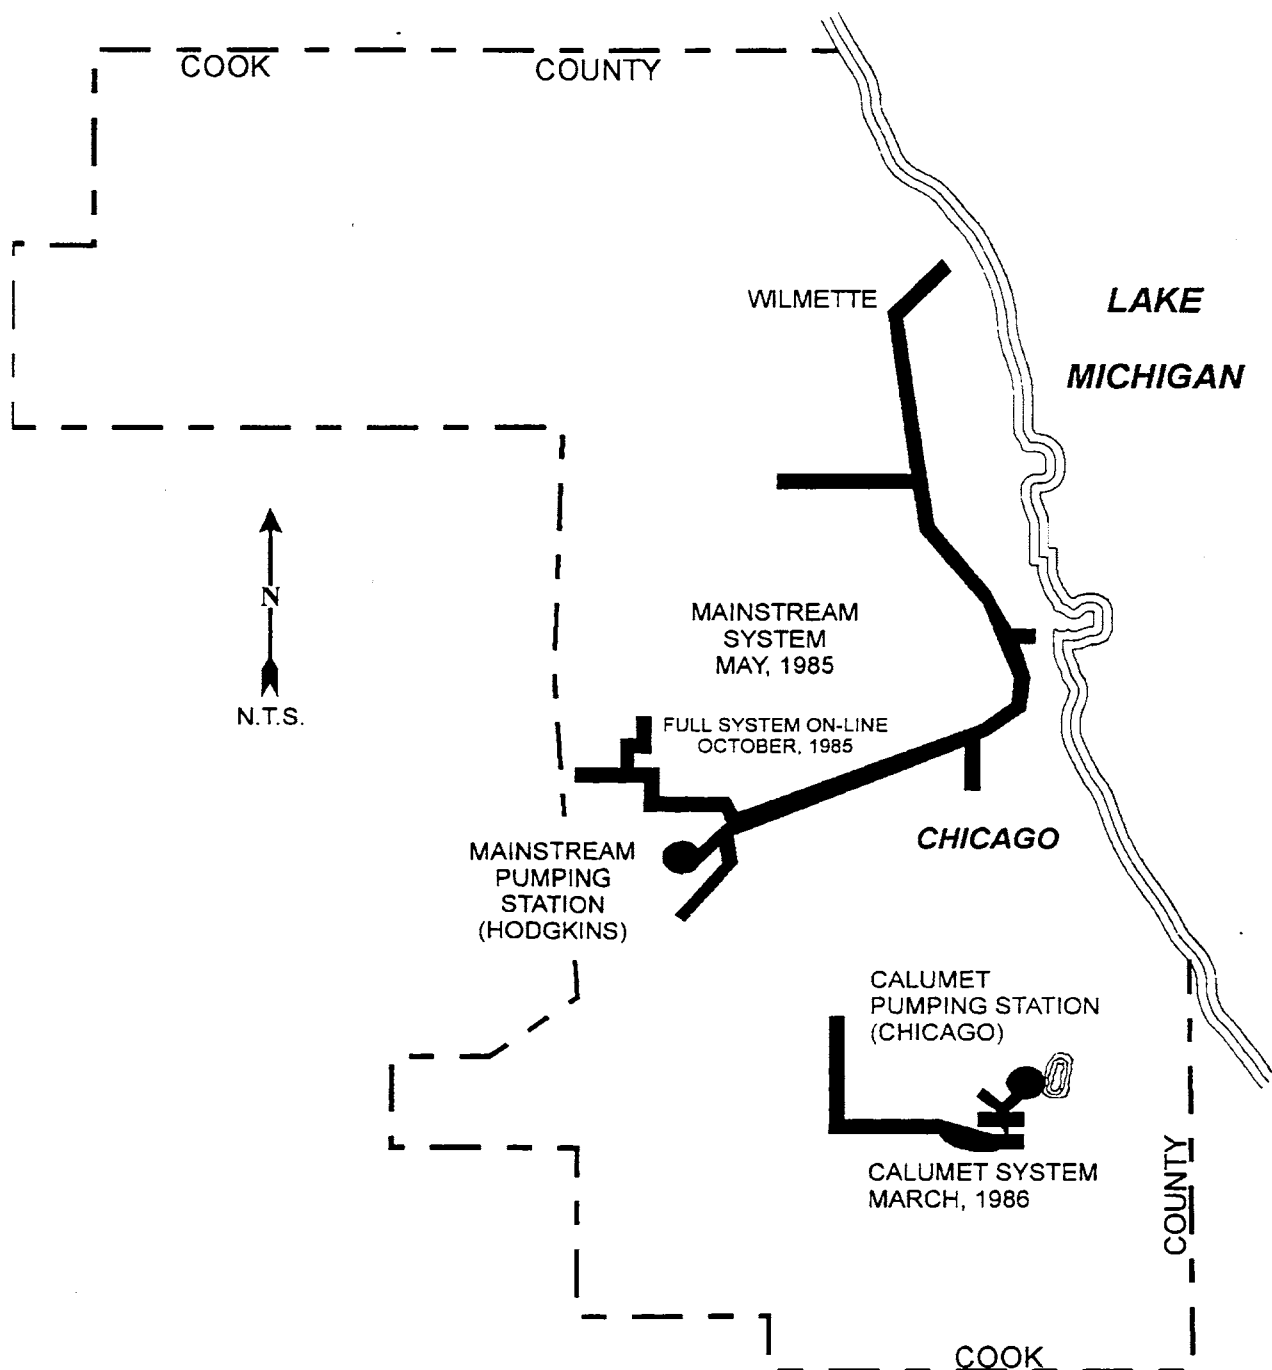 COOK COUNTY
WILMETTE
LAKE
MICHIGAN
N
N.T.S.
MAINSTREAM
SYSTEM
MAY, 1985
FULL SYSTEM ON-LINE
OCTOBER, 1985
CHICAGO
MAINSTREAM
PUMPING
STATION
(HODGKINS)
CALUMET
PUMPING STATION
(CHICAGO)
CALUMET SYSTEM
MARCH, 1986
COUNTY
COOK